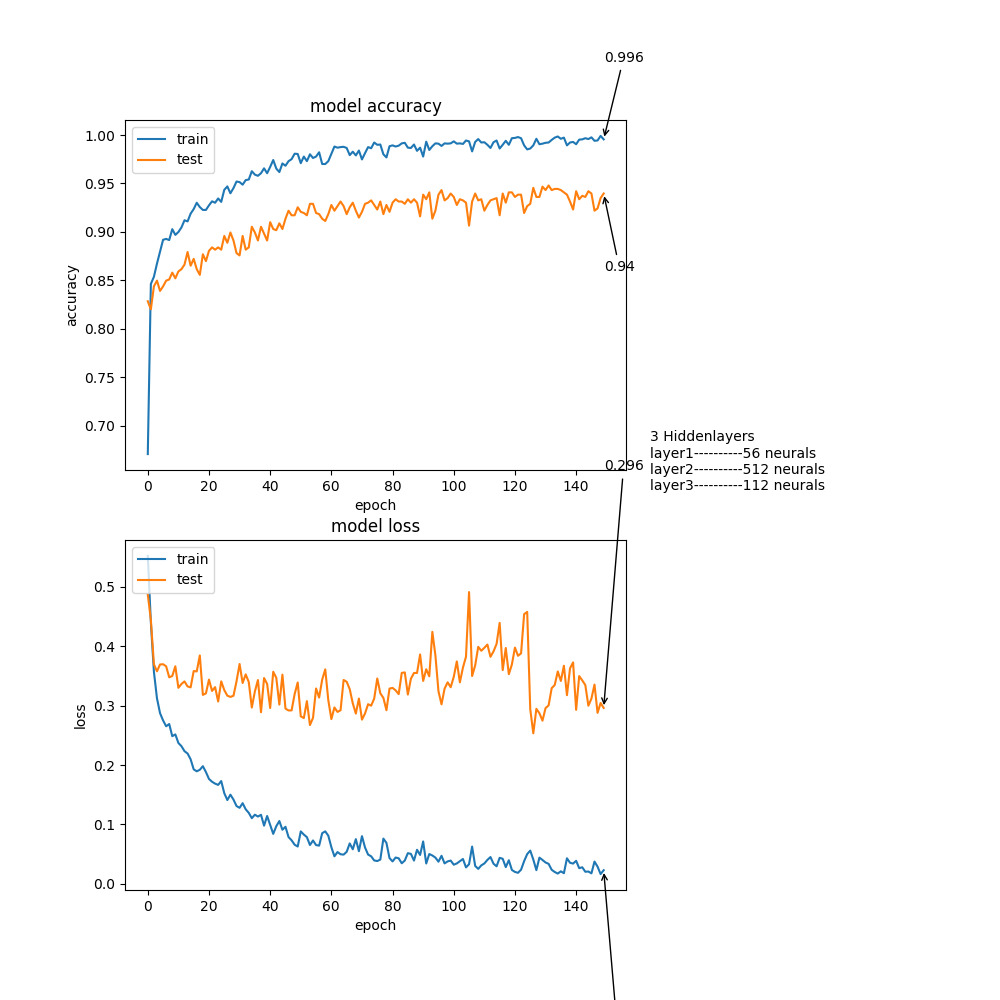 0.996
model accuracy
train
test
1.00
0.95
0.90
0.85
0.80
0.75
0.70
accuracy
0.94
0 20 40 60 80 100 120 140
epoch
3 Hiddenlayers
layer1----------56 neurals
layer2----------512 neurals
layer3----------112 neurals
0.296
model loss
train
test
0.5
0.4
0.3
0.2
0.1
0.0
loss
0 20 40 60 80 100 120 140
epoch